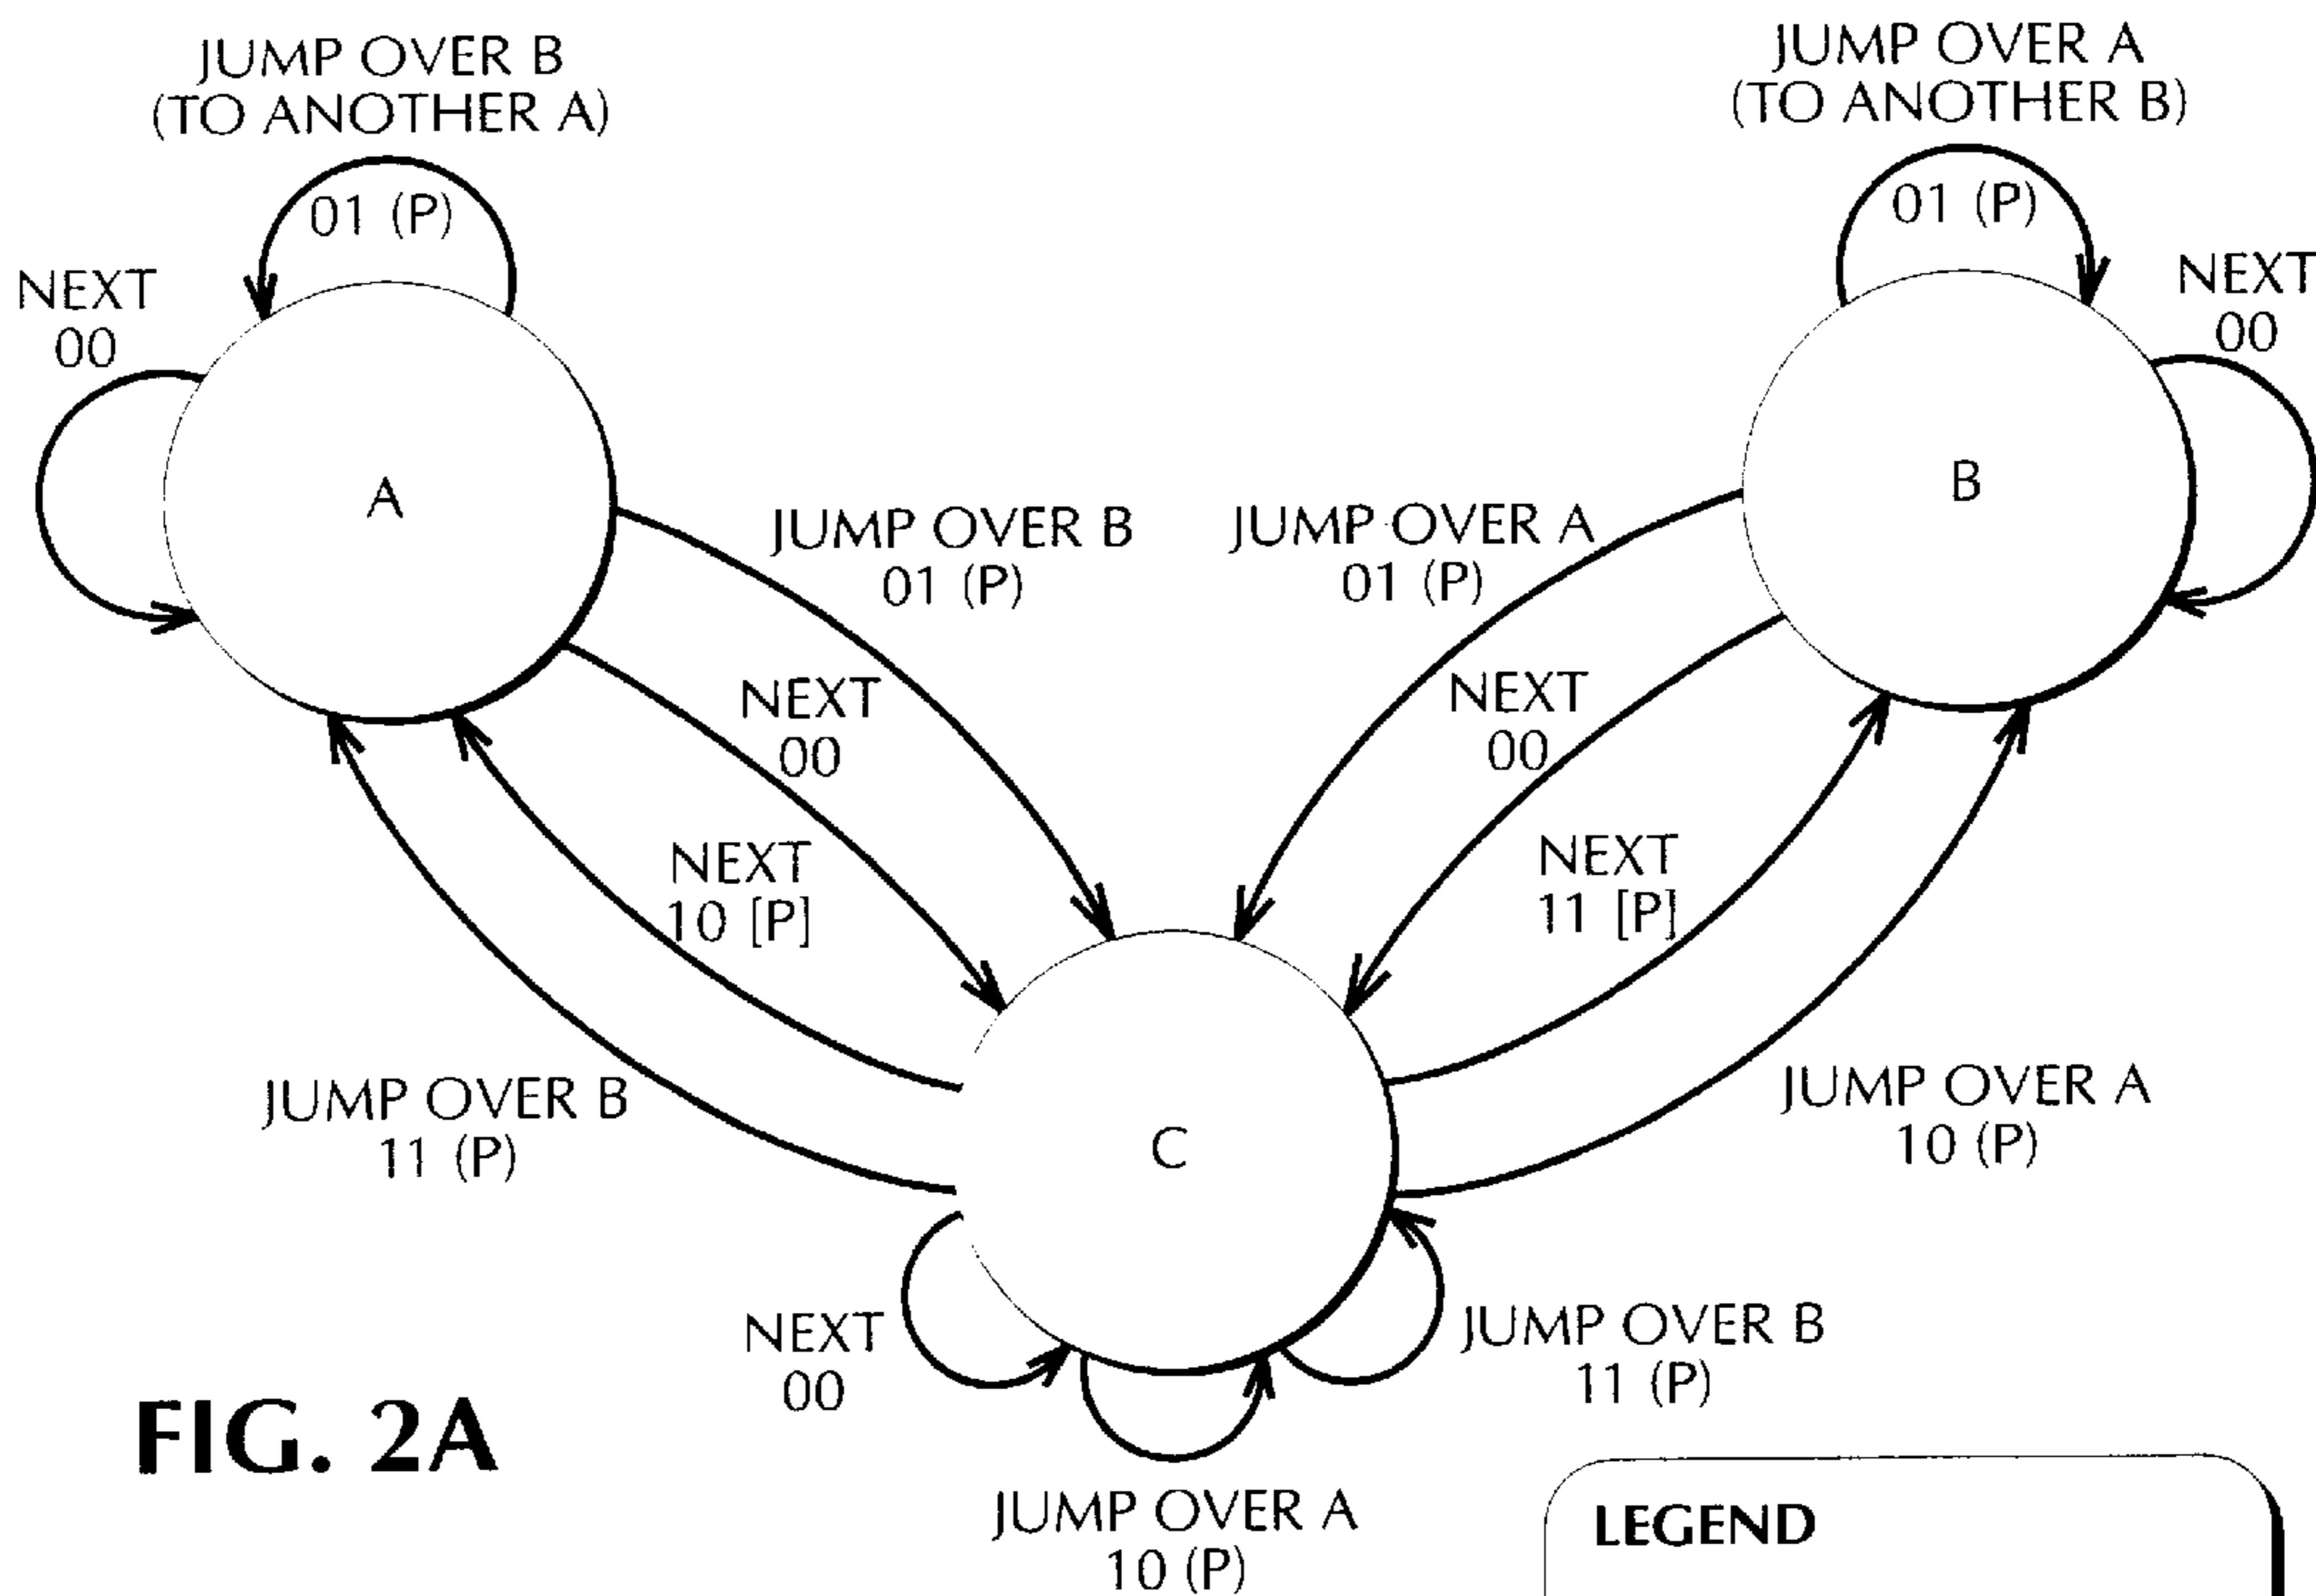 JUMP OVER B
(TO ANOTHER A)
01 (P)
NEXT
00
A
JUMP OVER A
(TO ANOTHER B)
01 (P)
NEXT
00
B
JUMP OVER B
01 (P)
JUMP OVER A
01 (P)
NEXT
00
NEXT
00
NEXT
10 [P]
NEXT
11 [P]
JUMP OVER B
11 (P)
C
JUMP OVER A
10 (P)
NEXT
00
JUMP OVER B
11 (P)
JUMP OVER A
10 (P)
FIG. 2A
LEGEND